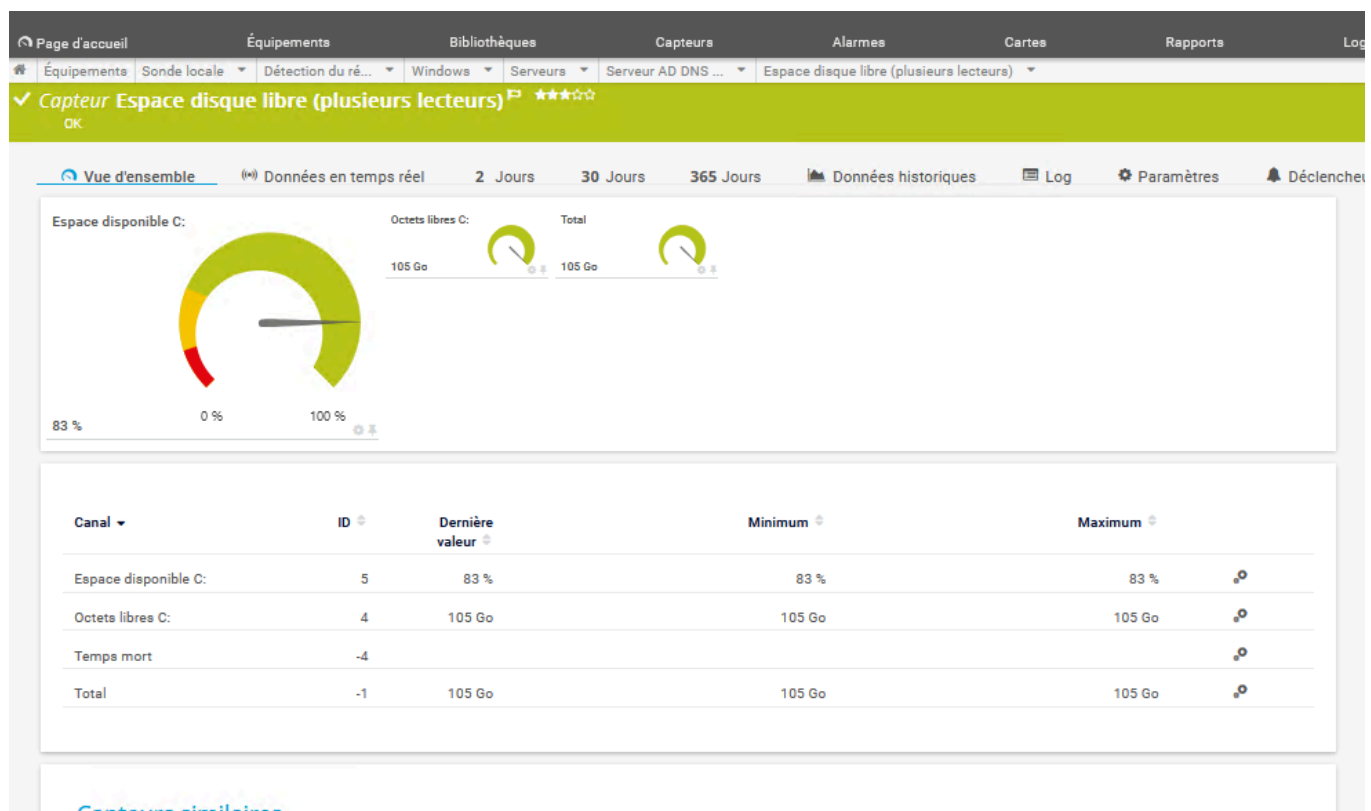 Page d'accueil Équipements Bibliothèques Capteurs Alarmes Cartes Rapports Log
Équipements Sonde locale Détection du ré... Windows Serveurs Serveur AD DNS ... Espace disque libre (plusieurs lecteurs)
Capteur Espace disque libre (plusieurs lecteurs)
OK
Vue d'ensemble Données en temps réel 2 Jours 30 Jours 365 Jours Données historiques Log Paramètres Déclencheu
Espace disponible C: Octets libres C: Total
105 Go 105 Go
0 % 100 %
83 %
Canal ID Dernière valeur Minimum Maximum
Espace disponible C: 5 83 % 83 % 83 %
Octets libres C: 4 105 Go 105 Go 105 Go
Temps mort -4
Total -1 105 Go 105 Go 105 Go
Capteurs similaires